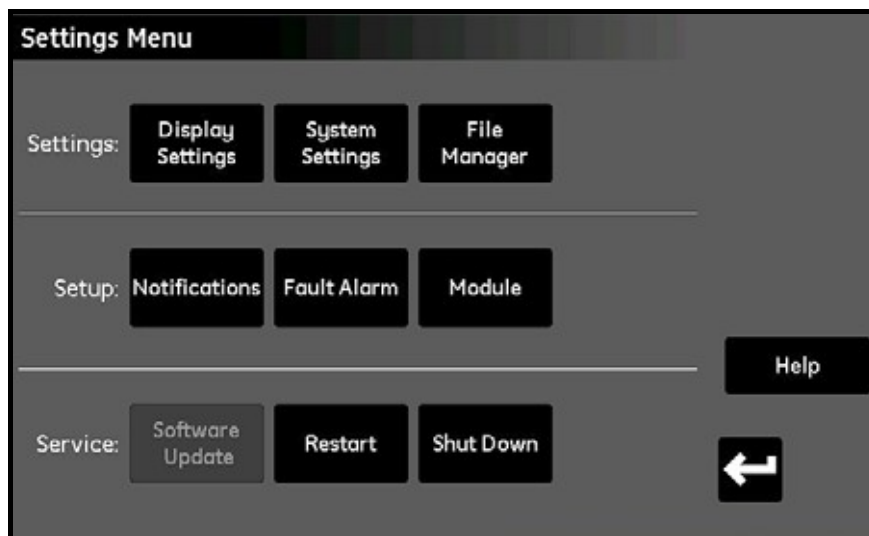 Settings Menu
Settings:
Display
Settings
System
Settings
File
Manager
Setup:
Notifications
Fault Alarm
Module
Help
Service:
Software
Update
Restart
Shut Down